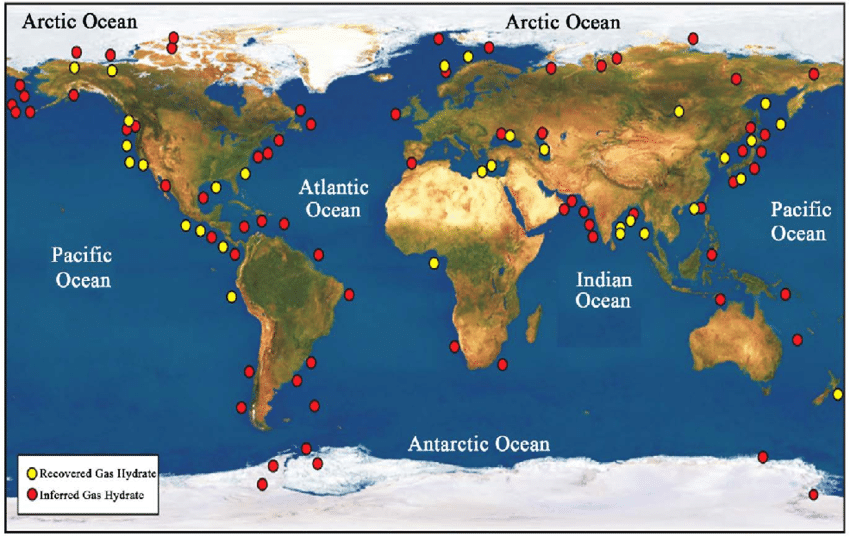 Arctic Ocean
Arctic Ocean
Atlantic
Ocean
Pacific
Ocean
Pacific
Ocean
Indian
Ocean
Antarctic Ocean
Recovered Gas Hydrate
Inferred Gas Hydrate